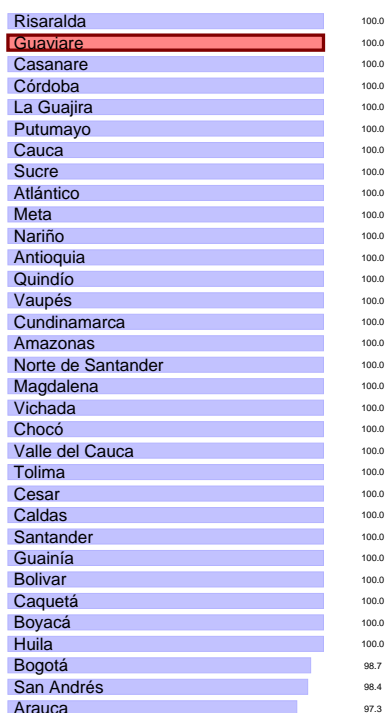 Risaralda 100.0
Guaviare 100.0
Casanare 100.0
Córdoba 100.0
La Guajira 100.0
Putumayo 100.0
Cauca 100.0
Sucre 100.0
Atlántico 100.0
Meta 100.0
Nariño 100.0
Antioquia 100.0
Quindío 100.0
Vaupés 100.0
Cundinamarca 100.0
Amazonas 100.0
Norte de Santander 100.0
Magdalena 100.0
Vichada 100.0
Chocó 100.0
Valle del Cauca 100.0
Tolima 100.0
Cesar 100.0
Caldas 100.0
Santander 100.0
Guainía 100.0
Bolivar 100.0
Caquetá 100.0
Boyacá 100.0
Huila 100.0
Bogotá 98.7
San Andrés 98.4
Arauca 97.3